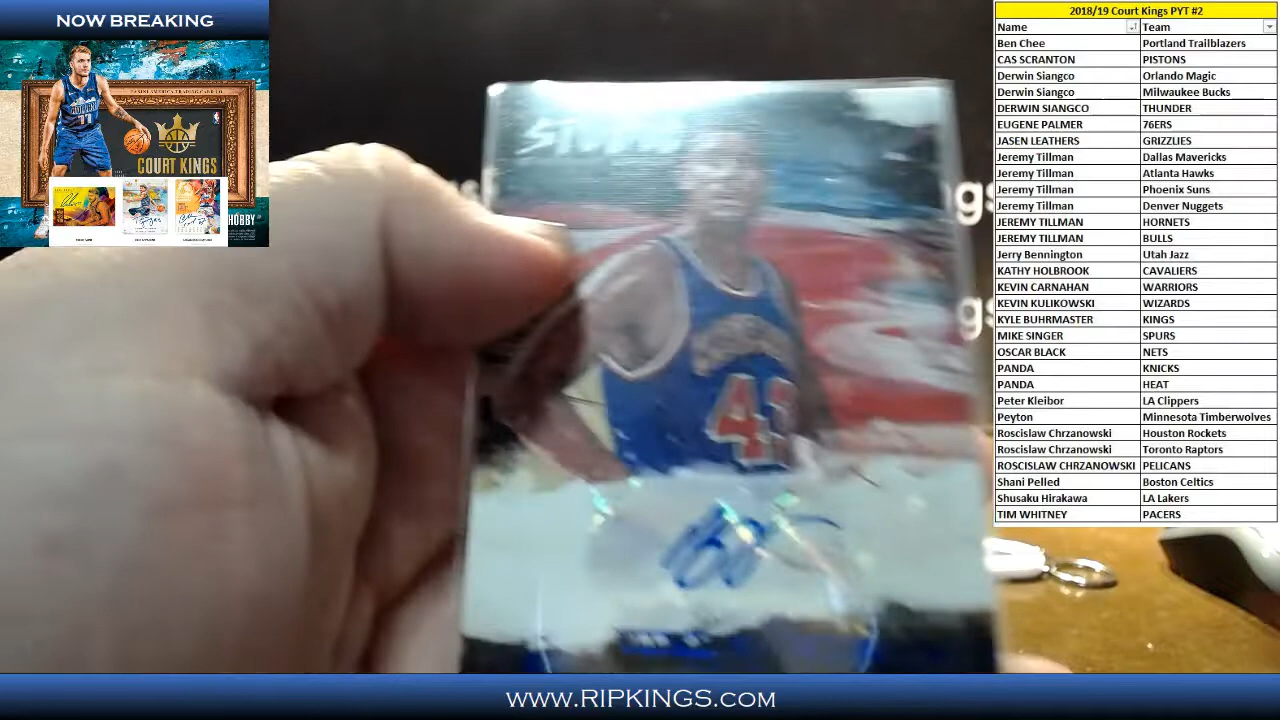 NOW BREAKING
COURT KINGS
HOBBY
2018/19 Court Kings PYT #2
Name Team
Ben Chee Portland Trailblazers
CAS SCRANTON PISTONS
Derwin Siangco Orlando Magic
Derwin Siangco Milwaukee Bucks
DERWIN SIANGCO THUNDER
EUGENE PALMER 76ERS
JASEN LEATHERS GRIZZLIES
Jeremy Tillman Dallas Mavericks
Jeremy Tillman Atlanta Hawks
Jeremy Tillman Phoenix Suns
Jeremy Tillman Denver Nuggets
JEREMY TILLMAN HORNETS
JEREMY TILLMAN BULLS
Jerry Bennington Utah Jazz
KATHY HOLBROOK CAVALIERS
KEVIN CARNAHAN WARRIORS
KEVIN KULIKOWSKI WIZARDS
KYLE BUHRMASTER KINGS
MIKE SINGER SPURS
OSCAR BLACK NETS
PANDA KNICKS
PANDA HEAT
Peter Kleibor LA Clippers
Peyton Minnesota Timberwolves
Roscislaw Chrzanowski Houston Rockets
Roscislaw Chrzanowski Toronto Raptors
ROSCISLAW CHRZANOWSKI PELICANS
Shani Pelled Boston Celtics
Shusaku Hirakawa LA Lakers
TIM WHITNEY PACERS
WWW.RIPKINGS.COM